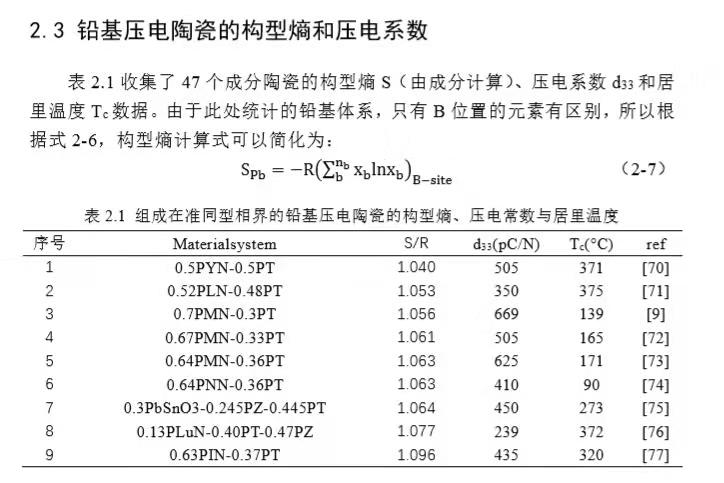 2.3 铅基压电陶瓷的构型熵和压电系数
表 2.1 收集了 47 个成分陶瓷的构型熵 S（由成分计算）、压电系数 d₃₃和居
里温度 Tc数据。由于此处统计的铅基体系，只有 B 位置的元素有区别，所以根
据式 2-6，构型熵计算式可以简化为：
S_Pb = −R(∑_b^{n_b} x_b lnx_b)_{B−site} （2-7）
表 2.1 组成在准同型相界的铅基压电陶瓷的构型熵、压电常数与居里温度
序号 Materialsystem S/R d₃₃(pC/N) Tc(°C) ref
1 0.5PYN-0.5PT 1.040 505 371 [70]
2 0.52PLN-0.48PT 1.053 350 375 [71]
3 0.7PMN-0.3PT 1.056 669 139 [9]
4 0.67PMN-0.33PT 1.061 505 165 [72]
5 0.64PMN-0.36PT 1.063 625 171 [73]
6 0.64PNN-0.36PT 1.063 410 90 [74]
7 0.3PbSnO3-0.245PZ-0.445PT 1.064 450 273 [75]
8 0.13PLuN-0.40PT-0.47PZ 1.077 239 372 [76]
9 0.63PIN-0.37PT 1.096 435 320 [77]